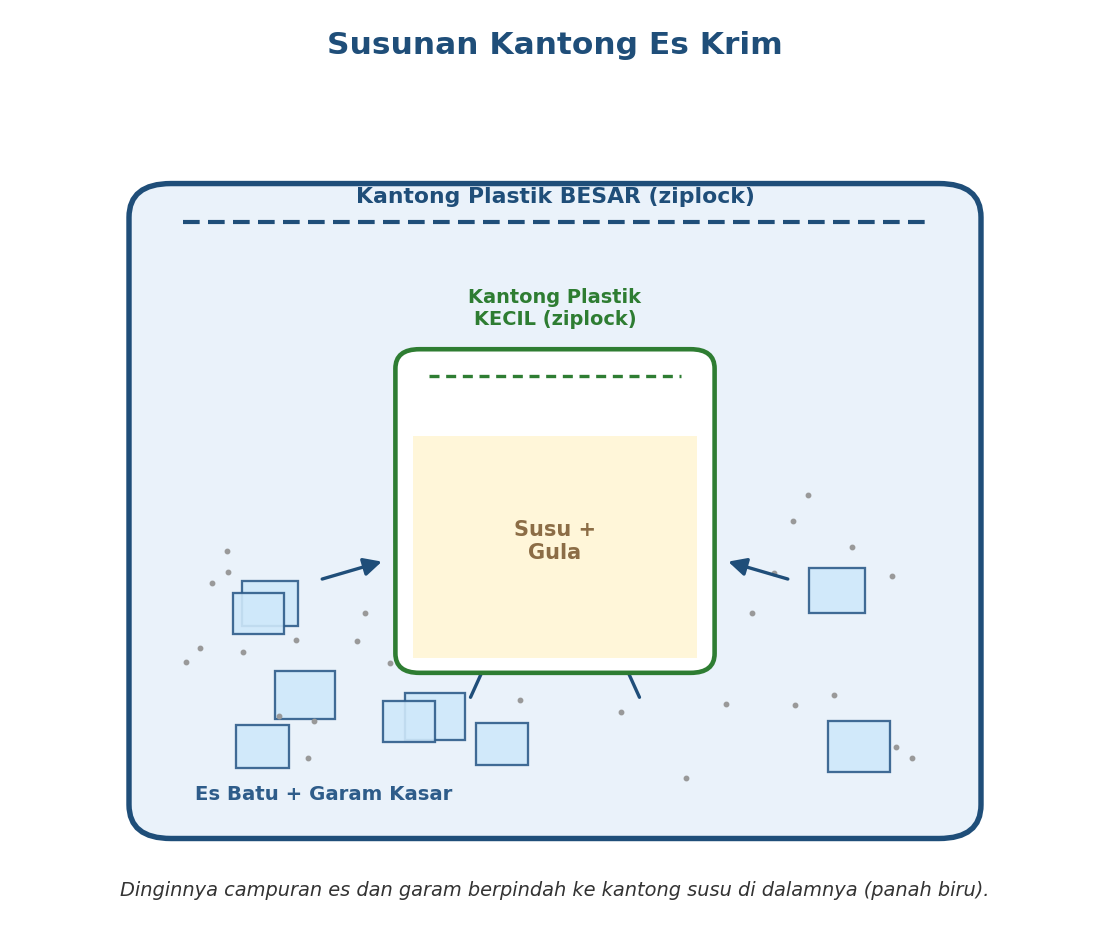 Susunan Kantong Es Krim
Kantong Plastik BESAR (ziplock)
Kantong Plastik
KECIL (ziplock)
Susu +
Gula
Es Batu + Garam Kasar
Dinginnya campuran es dan garam berpindah ke kantong susu di dalamnya (panah biru).